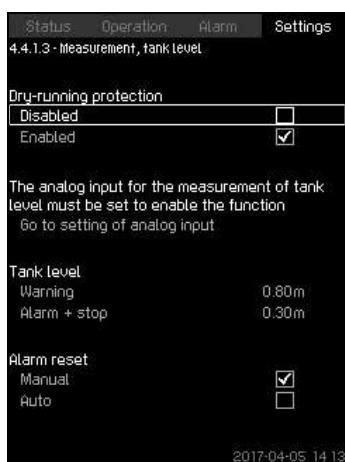 Status Operation Alarm Settings
4.4.1.3 - Measurement, tank level
Dry-running protection
Disabled
Enabled
The analog input for the measurement of tank
level must be set to enable the function
Go to setting of analog input
Tank level
Warning 0.80m
Alarm + stop 0.30m
Alarm reset
Manual
Auto
2017-04-05 14:13